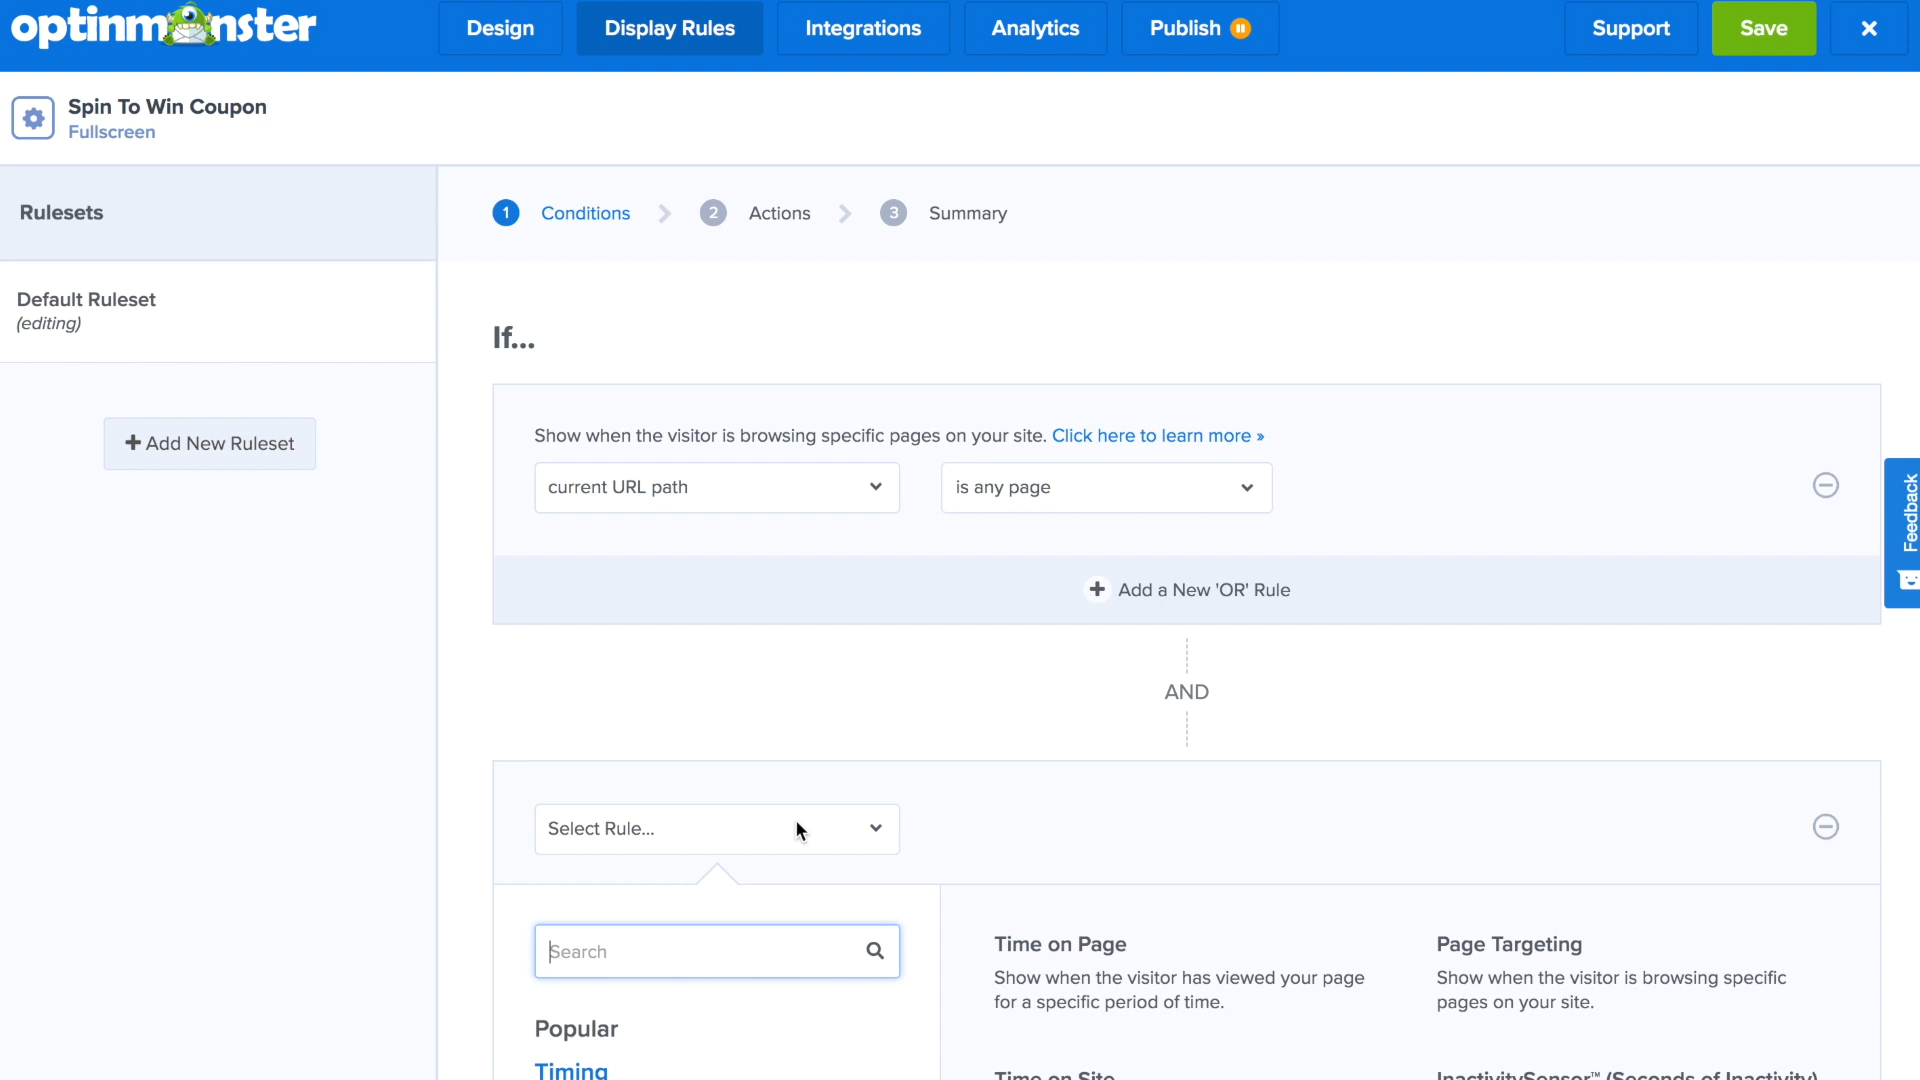 optinmonster
Design
Display Rules
Integrations
Analytics
Publish
Support
Save
Spin To Win Coupon
Fullscreen
Rulesets
1 Conditions
2 Actions
3 Summary
Default Ruleset
(editing)
+ Add New Ruleset
If...
Show when the visitor is browsing specific pages on your site. Click here to learn more »
current URL path
is any page
Feedback
+ Add a New 'OR' Rule
AND
Select Rule...
Search
Popular
Timing
Time on Page
Show when the visitor has viewed your page
for a specific period of time.
Page Targeting
Show when the visitor is browsing specific
pages on your site.
Time on Site
InactivitySensor™ (Seconds of Inactivity)